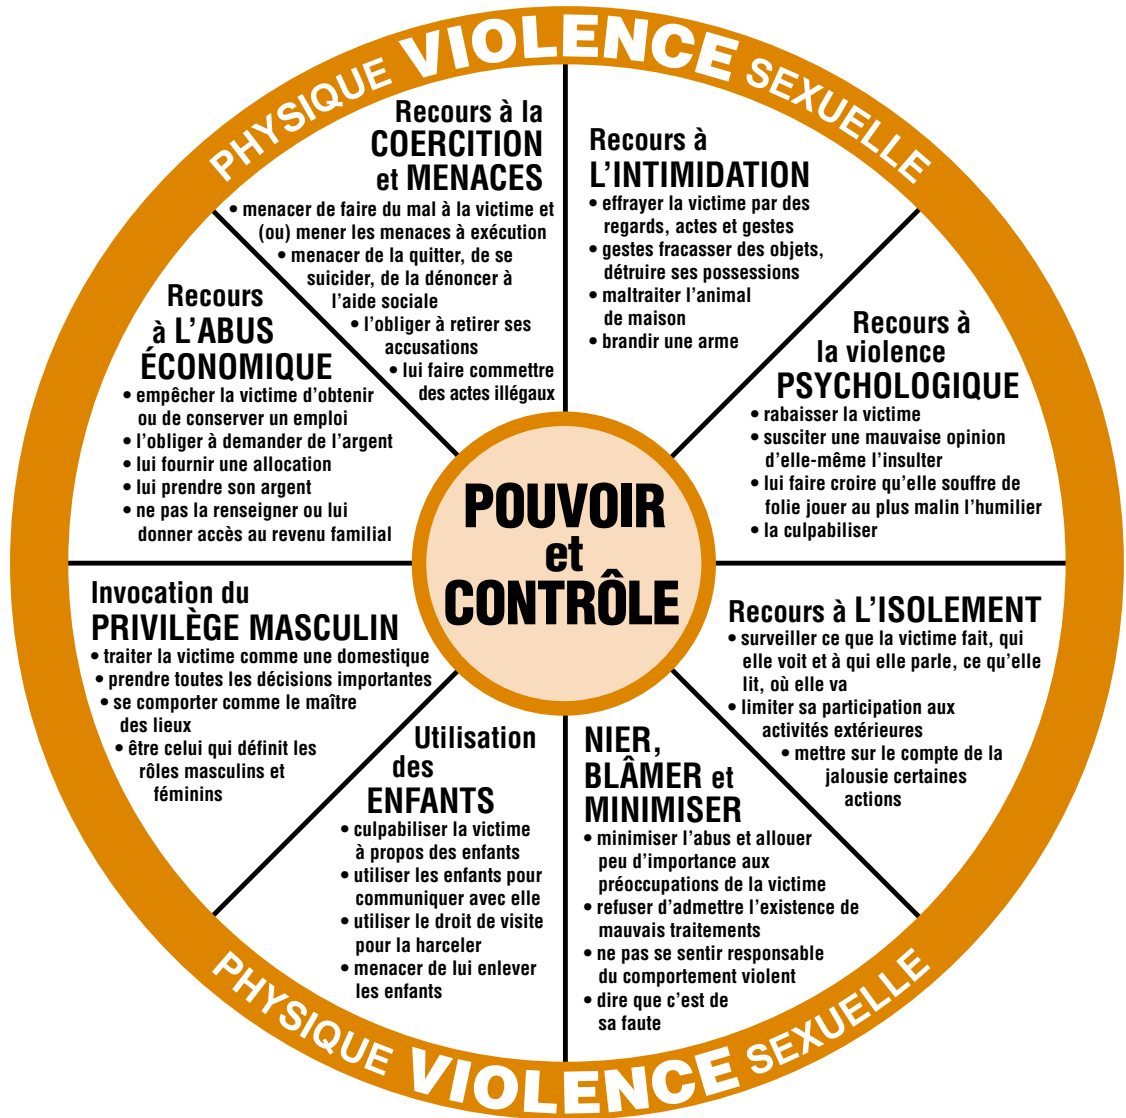 PHYSIQUE VIOLENCE SEXUELLE
Recours à la
COERCITION
et MENACES
• menacer de faire du mal à la victime et
(ou) mener les menaces à exécution
• menacer de la quitter, de se
suicider, de la dénoncer à
l’aide sociale
• l’obliger à retirer ses
accusations
• lui faire commettre
des actes illégaux
Recours à
L’INTIMIDATION
• effrayer la victime par des
regards, actes et gestes
• gestes fracasser des objets,
détruire ses possessions
• maltraiter l’animal
de maison
• brandir une arme
Recours à
la violence
PSYCHOLOGIQUE
• rabaisser la victime
• susciter une mauvaise opinion
d’elle-même l’insulter
• lui faire croire qu’elle souffre de
folie jouer au plus malin l’humilier
• la culpabiliser
Recours à L’ISOLEMENT
• surveiller ce que la victime fait, qui
elle voit et à qui elle parle, ce qu’elle
lit, où elle va
• limiter sa participation aux
activités extérieures
• mettre sur le compte de la
jalousie certaines
actions
NIER,
BLÂMER et
MINIMISER
• minimiser l’abus et allouer
peu d’importance aux
préoccupations de la victime
• refuser d’admettre l’existence de
mauvais traitements
• ne pas se sentir responsable
du comportement violent
• dire que c’est de
sa faute
Utilisation
des
ENFANTS
• culpabiliser la victime
à propos des enfants
• utiliser les enfants pour
communiquer avec elle
• utiliser le droit de visite
pour la harceler
• menacer de lui enlever
les enfants
Invocation du
PRIVILÈGE MASCULIN
• traiter la victime comme une domestique
• prendre toutes les décisions importantes
• se comporter comme le maître
des lieux
• être celui qui définit les
rôles masculins et
féminins
Recours
à L’ABUS
ÉCONOMIQUE
• empêcher la victime d’obtenir
ou de conserver un emploi
• l’obliger à demander de l’argent
• lui fournir une allocation
• lui prendre son argent
• ne pas la renseigner ou lui
donner accès au revenu familial
POUVOIR
et
CONTRÔLE
PHYSIQUE VIOLENCE SEXUELLE